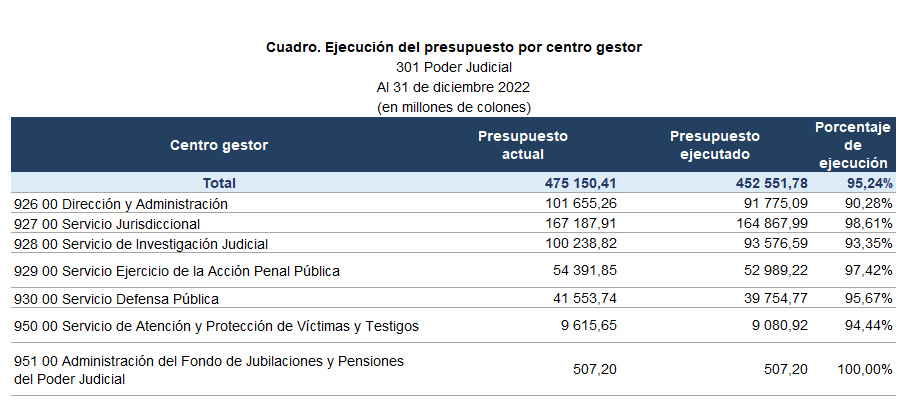 Cuadro. Ejecución del presupuesto por centro gestor
301 Poder Judicial
Al 31 de diciembre 2022
(en millones de colones)
Centro gestor Presupuesto actual Presupuesto ejecutado Porcentaje de ejecución
Total 475 150,41 452 551,78 95,24%
926 00 Dirección y Administración 101 655,26 91 775,09 90,28%
927 00 Servicio Jurisdiccional 167 187,91 164 867,99 98,61%
928 00 Servicio de Investigación Judicial 100 238,82 93 576,59 93,35%
929 00 Servicio Ejercicio de la Acción Penal Pública 54 391,85 52 989,22 97,42%
930 00 Servicio Defensa Pública 41 553,74 39 754,77 95,67%
950 00 Servicio de Atención y Protección de Víctimas y Testigos 9 615,65 9 080,92 94,44%
951 00 Administración del Fondo de Jubilaciones y Pensiones
del Poder Judicial 507,20 507,20 100,00%